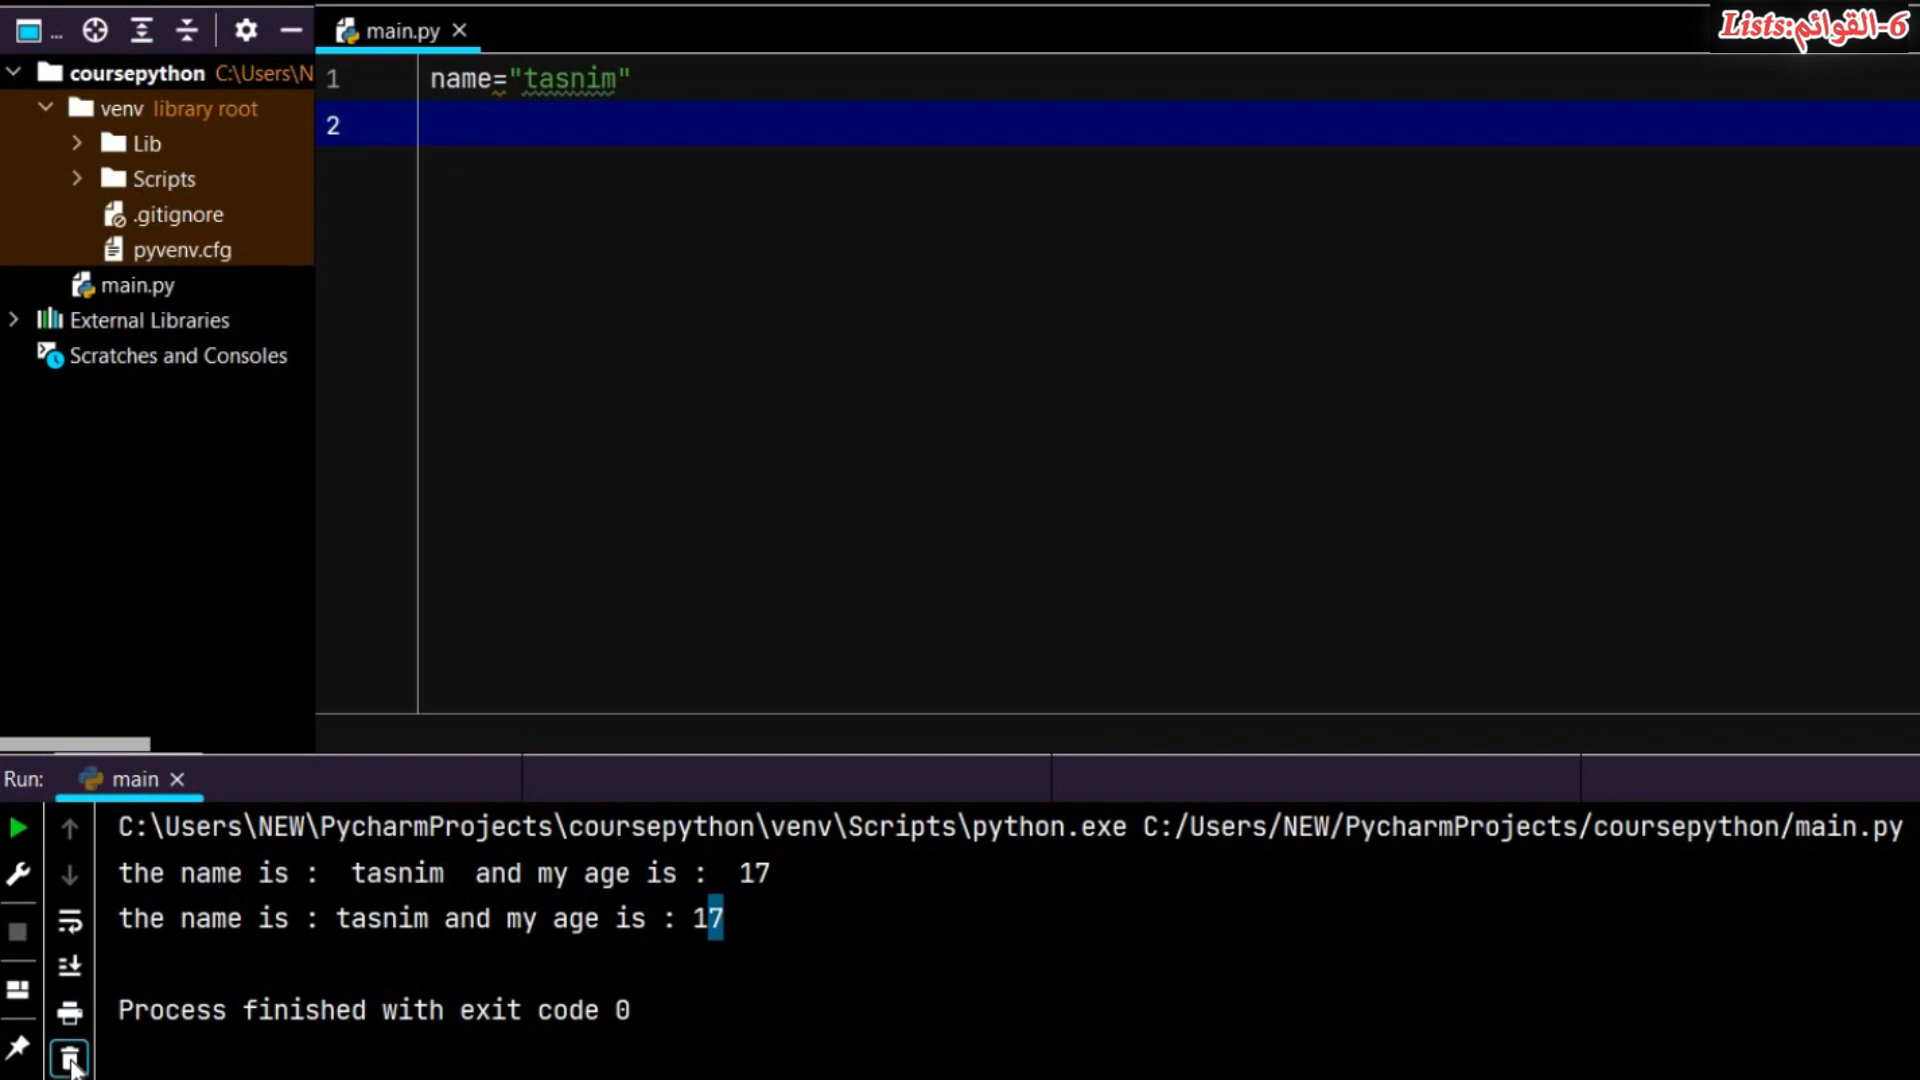 ...
main.py
6-القوائم:Lists
coursepython C:\Users\N
venv library root
Lib
Scripts
.gitignore
pyvenv.cfg
main.py
External Libraries
Scratches and Consoles
1 name="tasnim"
2
Run: main
C:\Users\NEW\PycharmProjects\coursepython\venv\Scripts\python.exe C:/Users/NEW/PycharmProjects/coursepython/main.py
the name is :  tasnim  and my age is :  17
the name is : tasnim and my age is : 17
Process finished with exit code 0